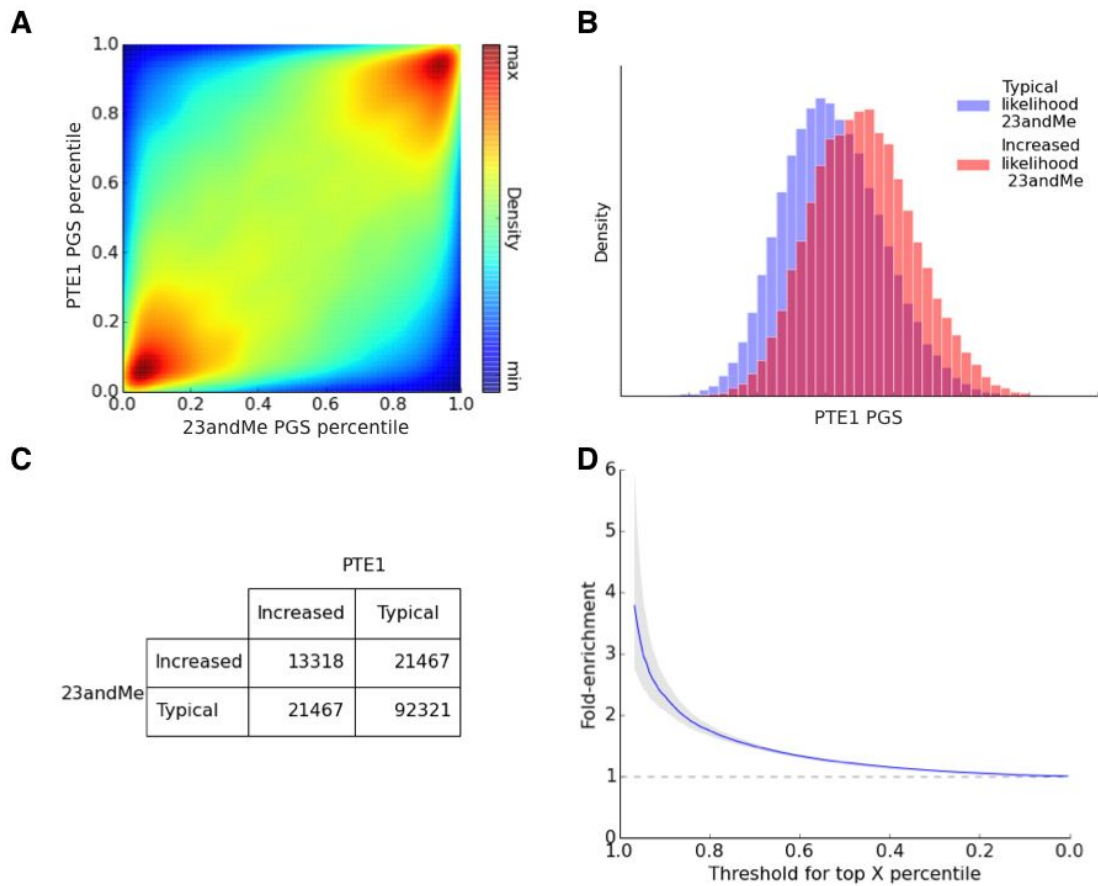 A
1.0
0.8
0.6
0.4
0.2
0.0
PTE1 PGS percentile
0.0 0.2 0.4 0.6 0.8 1.0
23andMe PGS percentile
max
Density
min
B
Density
PTE1 PGS
Typical
likelihood
23andMe
Increased
likelihood
23andMe
C
PTE1
Increased Typical
23andMe
Increased 13318 21467
Typical 21467 92321
D
6
5
4
3
2
1
0
Fold-enrichment
1.0 0.8 0.6 0.4 0.2 0.0
Threshold for top X percentile